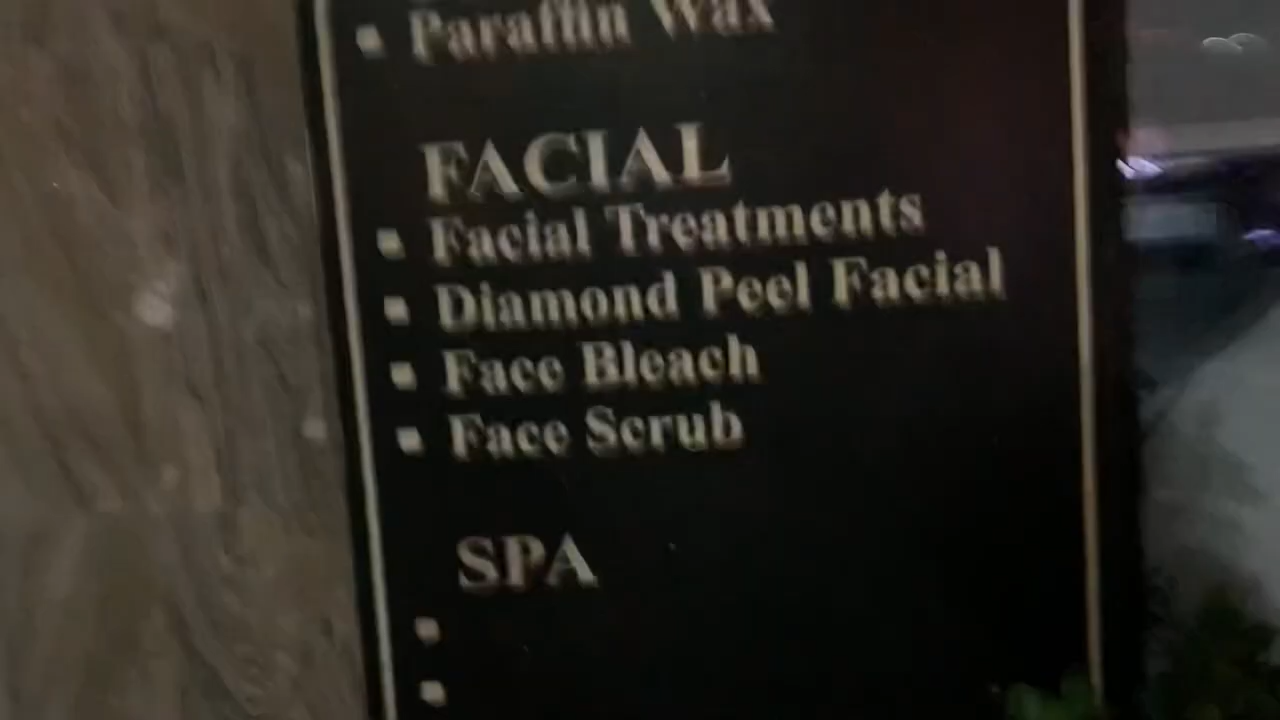 ▪ Paraffin Wax
FACIAL
▪ Facial Treatments
▪ Diamond Peel Facial
▪ Face Bleach
▪ Face Scrub
SPA
▪
▪